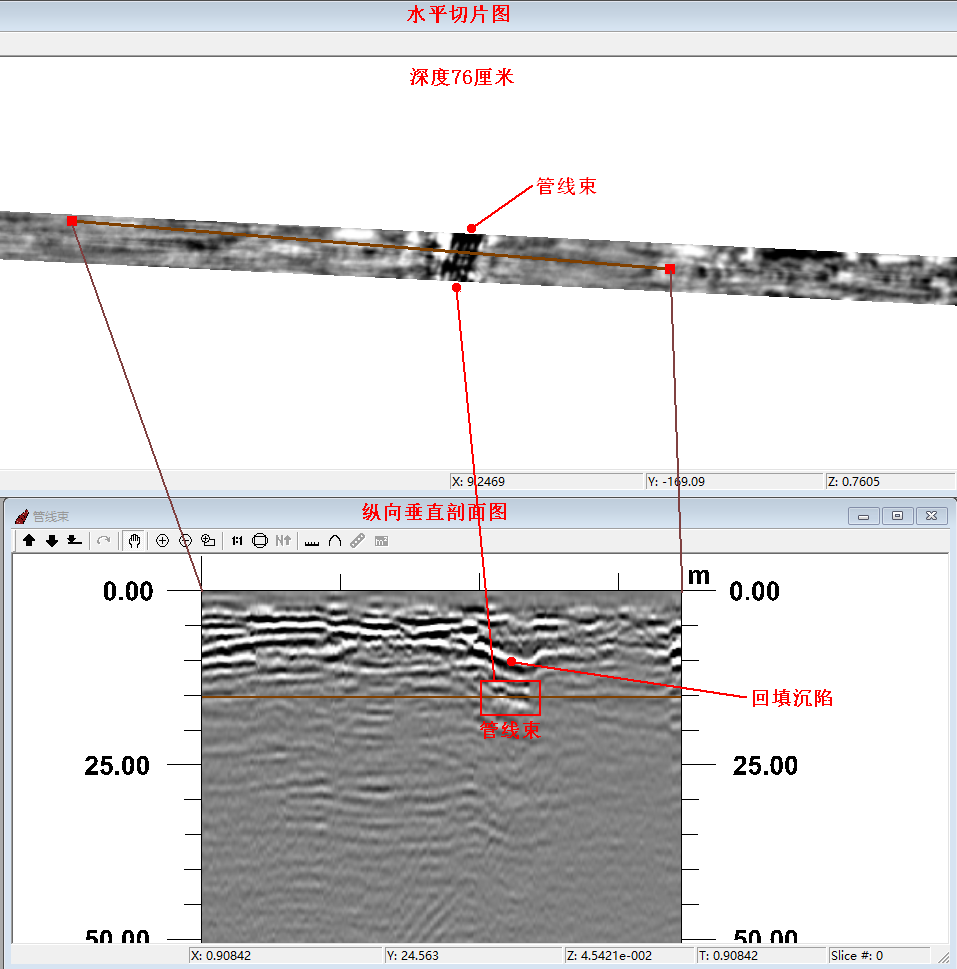 水平切片图
深度76厘米
管线束
X: 9.2469
Y: -169.09
Z: 0.7605
管线束
纵向垂直剖面图
1:1
N
m
0.00
0.00
回填沉陷
管线束
25.00
25.00
50.00
50.00
X: 0.90842
Y: 24.563
Z: 4.5421e-002
T: 0.90842
Slice #: 0